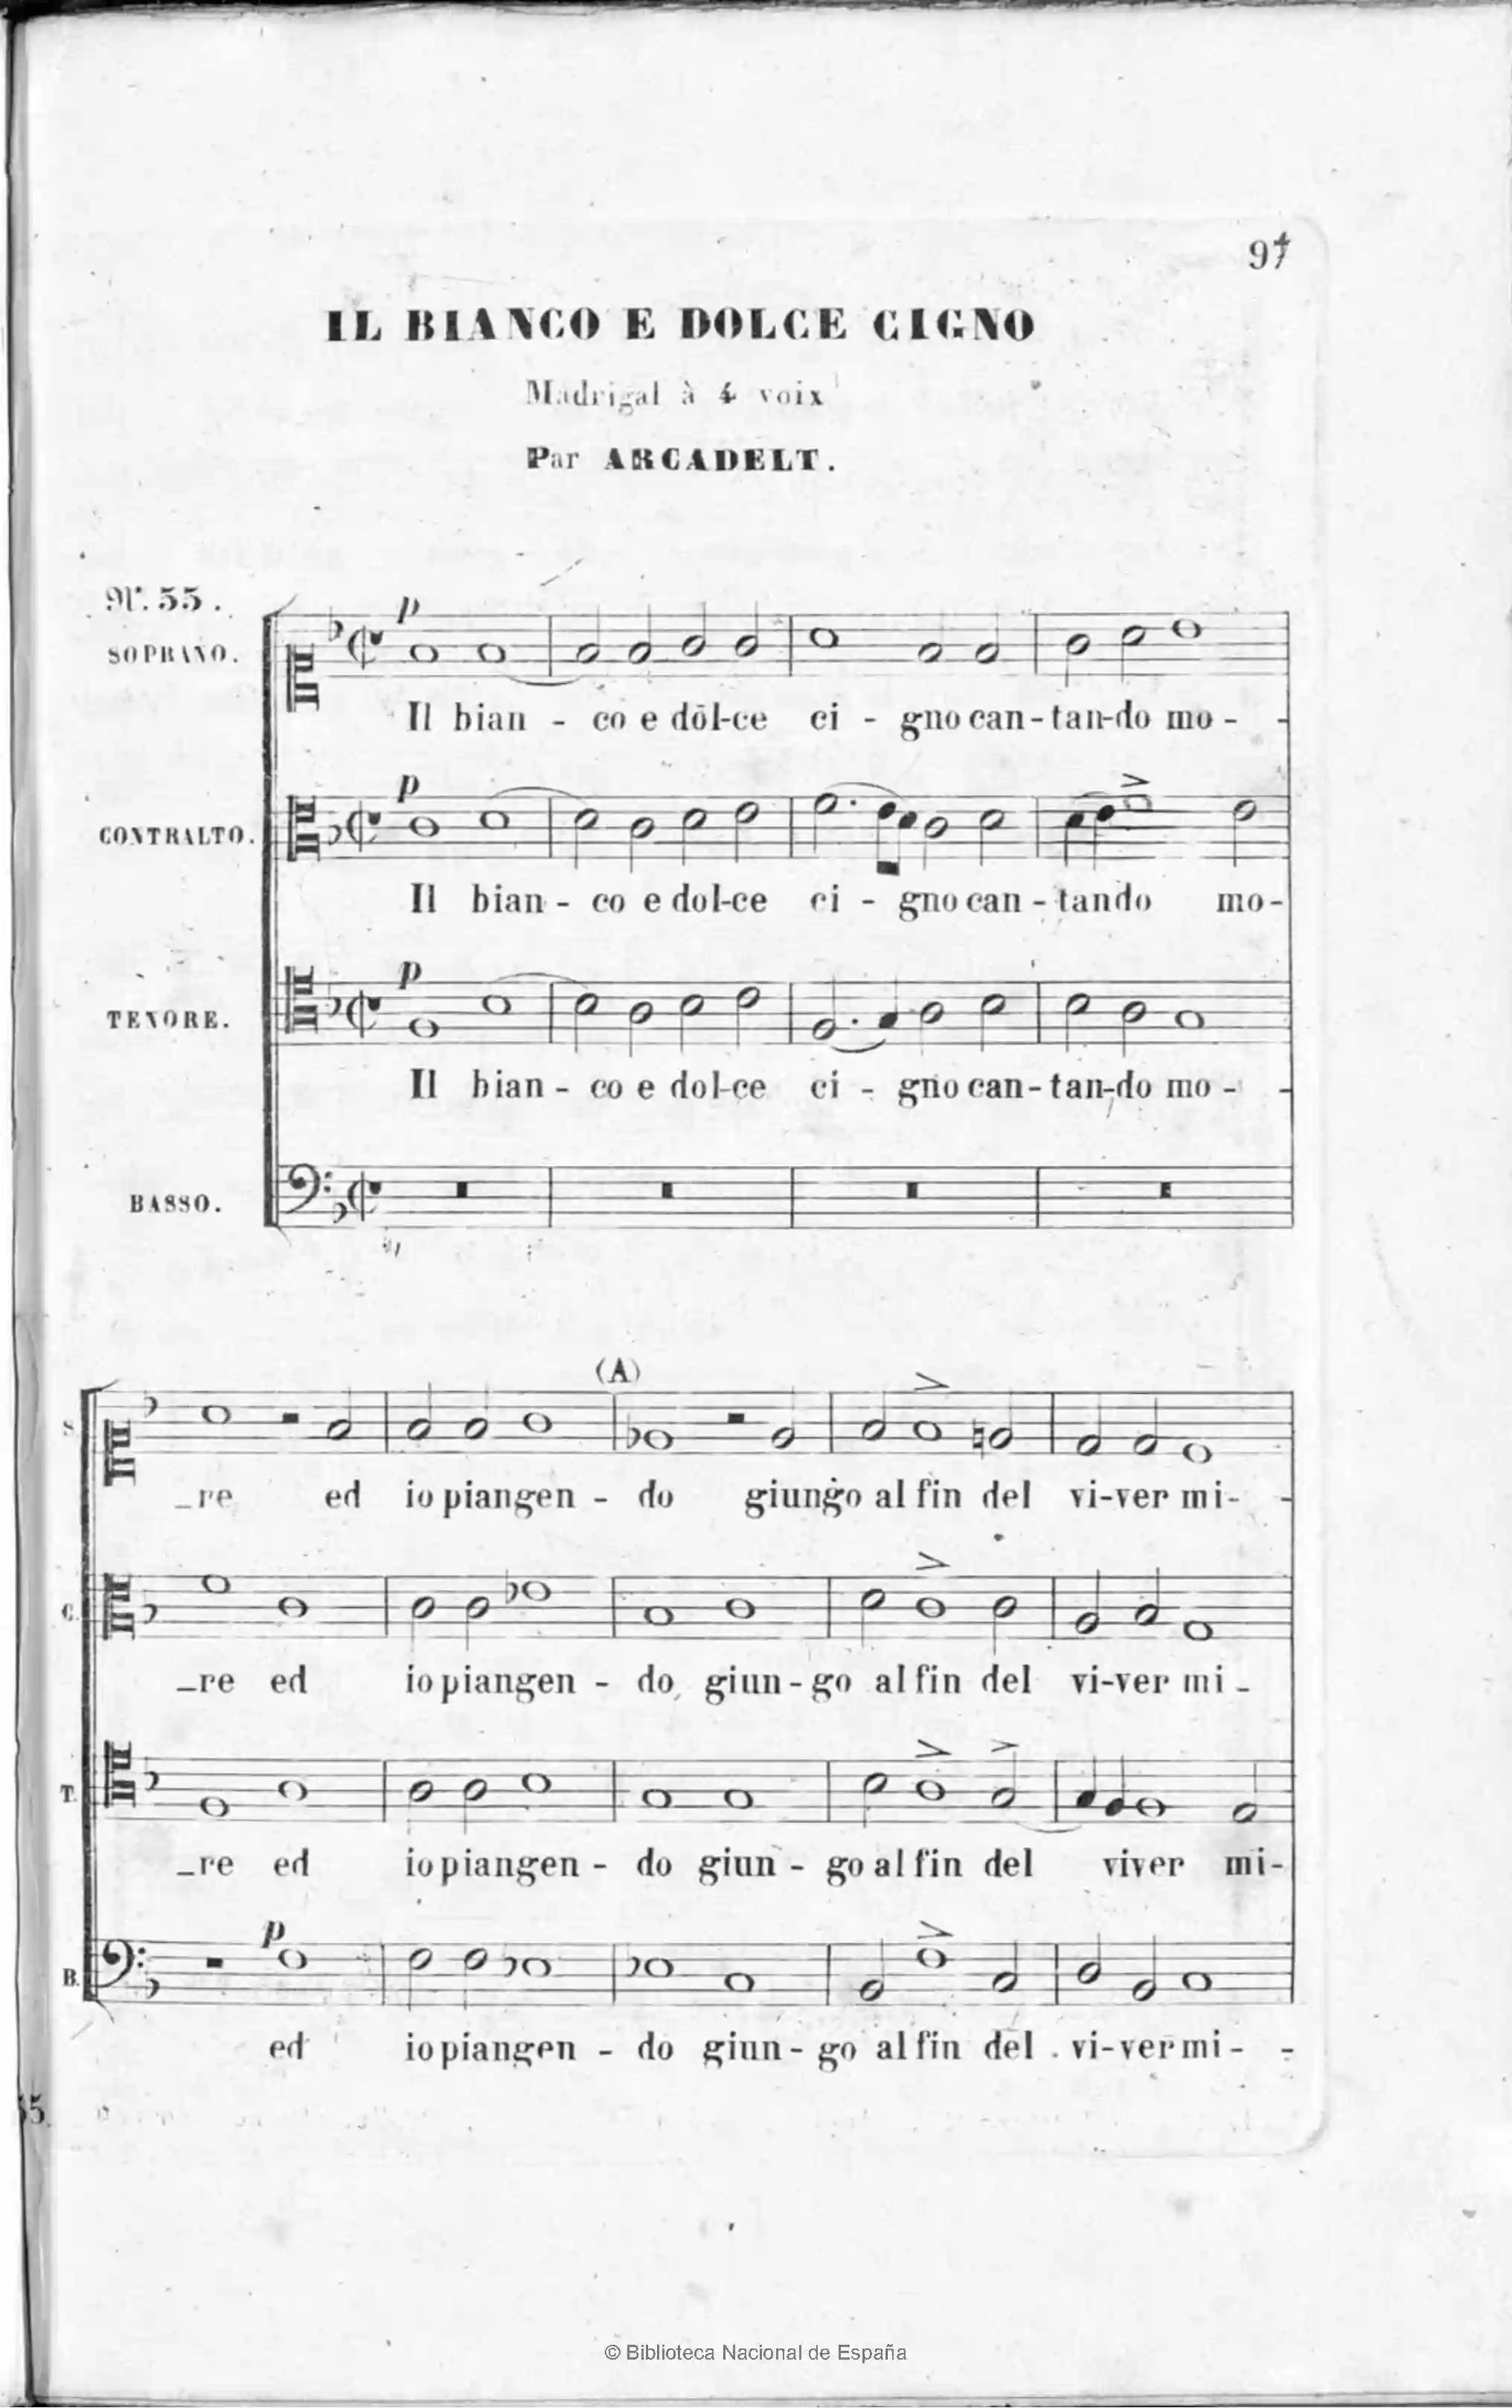 97
IL BIANCO E DOLCE CIGNO
Madrigal à 4 voix
Par ARCADELT.
Nr. 55.
SOPRANO.
p
Il bian - co e dol-ce ci - gno can-tan-do mo - -
CONTRALTO.
p
Il bian - co e dol-ce ci - gno can - tando mo-
TENORE.
p
Il bian - co e dol-ce ci - gno can-tan-do mo - -
BASSO.
(A)
S.
_re ed io piangen - do giungo al fin del vi-ver mi- -
C.
_re ed io piangen - do, giun-go al fin del vi-ver mi -
T.
_re ed io piangen - do giun - go al fin del viver mi-
p
B.
ed io piangen - do giun-go al fin del vi-ver mi- -
55.
© Biblioteca Nacional de España